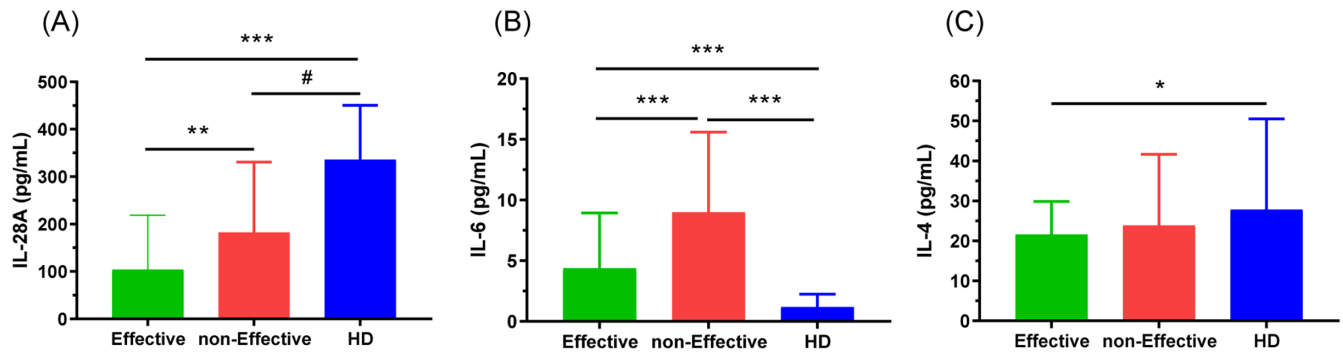 (A)
***
#
**
IL-28A (pg/mL)
500
400
300
200
100
0
Effective non-Effective HD
(B)
***
*** ***
IL-6 (pg/mL)
20
15
10
5
0
Effective non-Effective HD
(C)
*
IL-4 (pg/mL)
60
50
40
30
20
10
0
Effective non-Effective HD